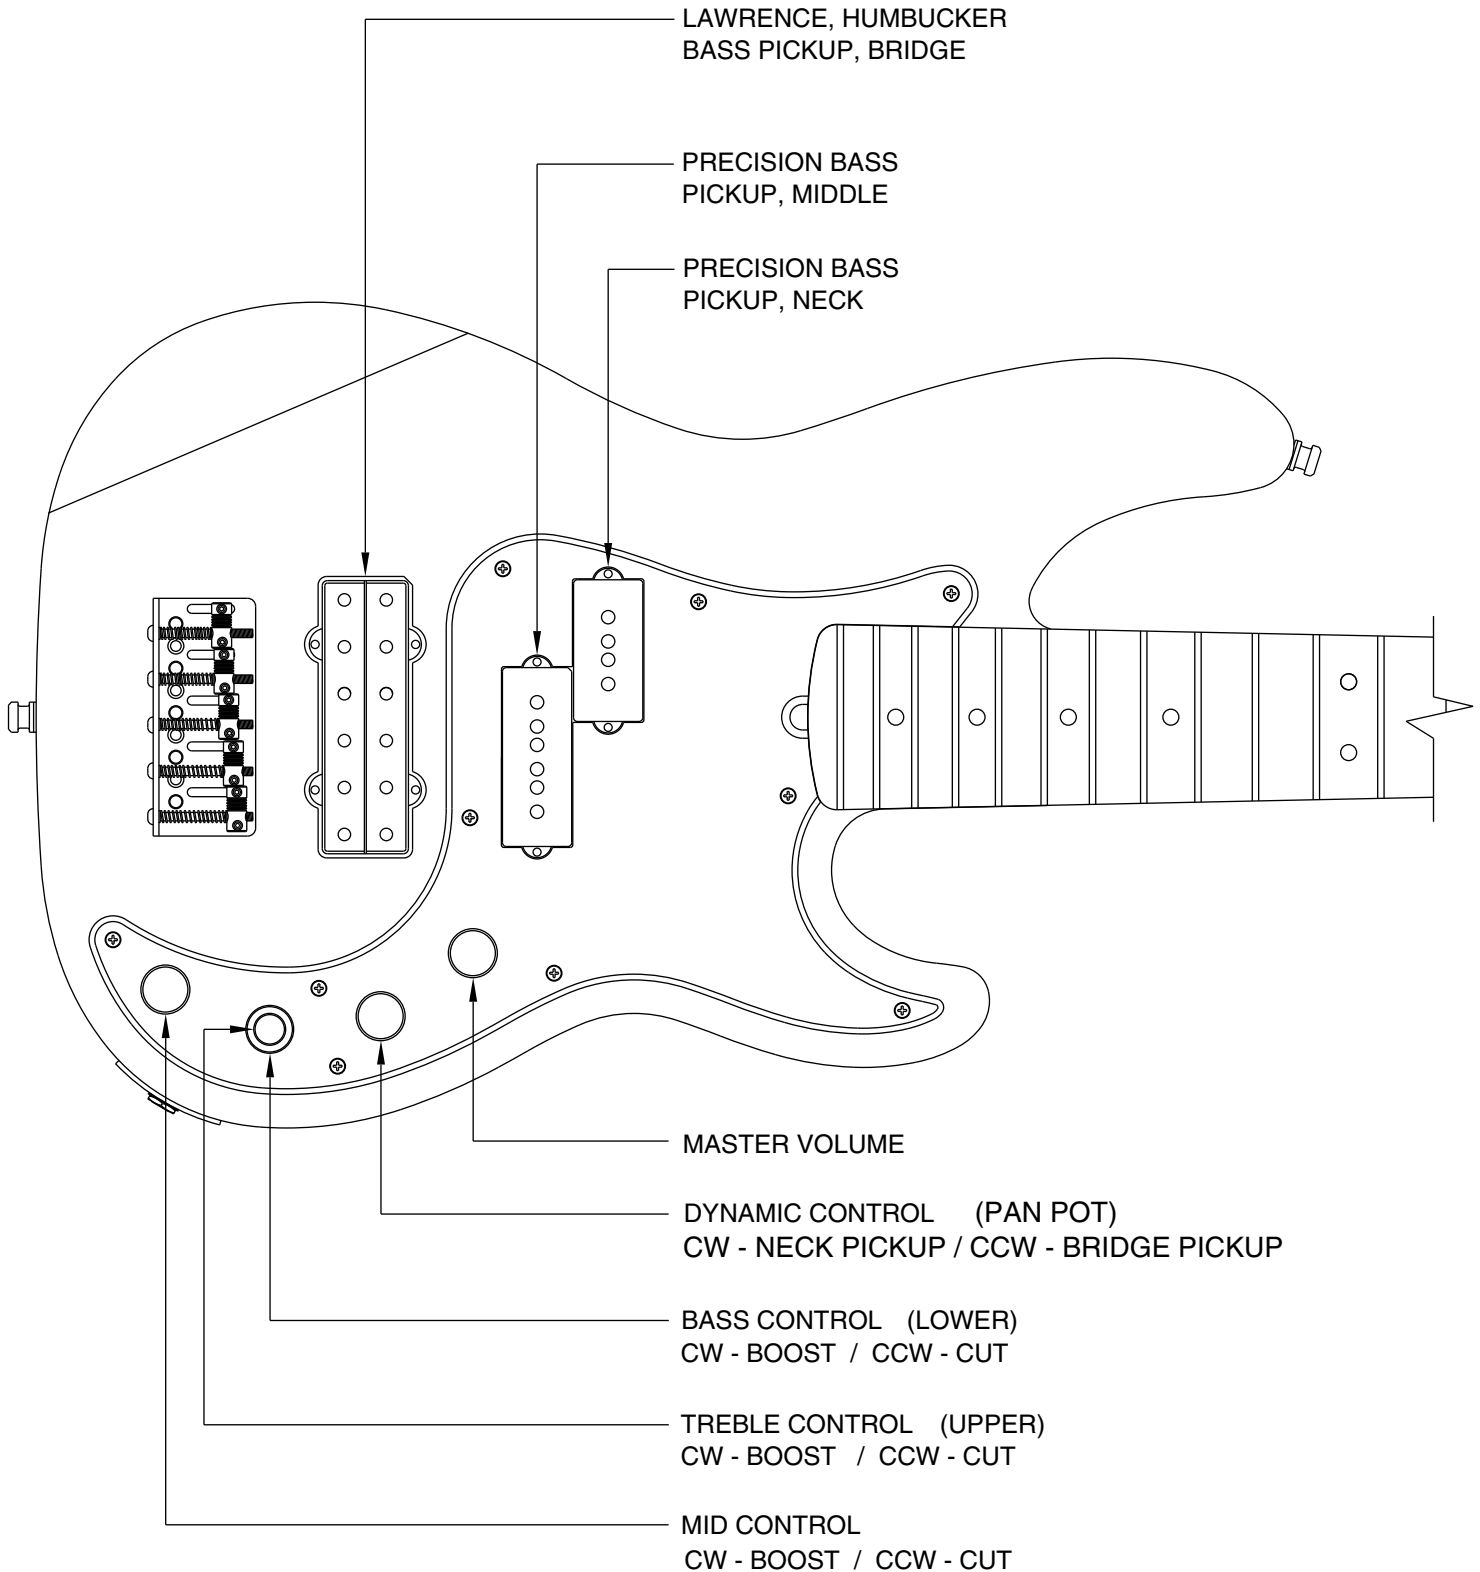 LAWRENCE, HUMBUCKER
BASS PICKUP, BRIDGE
PRECISION BASS
PICKUP, MIDDLE
PRECISION BASS
PICKUP, NECK
MASTER VOLUME
DYNAMIC CONTROL (PAN POT)
CW - NECK PICKUP / CCW - BRIDGE PICKUP
BASS CONTROL (LOWER)
CW - BOOST / CCW - CUT
TREBLE CONTROL (UPPER)
CW - BOOST / CCW - CUT
MID CONTROL
CW - BOOST / CCW - CUT